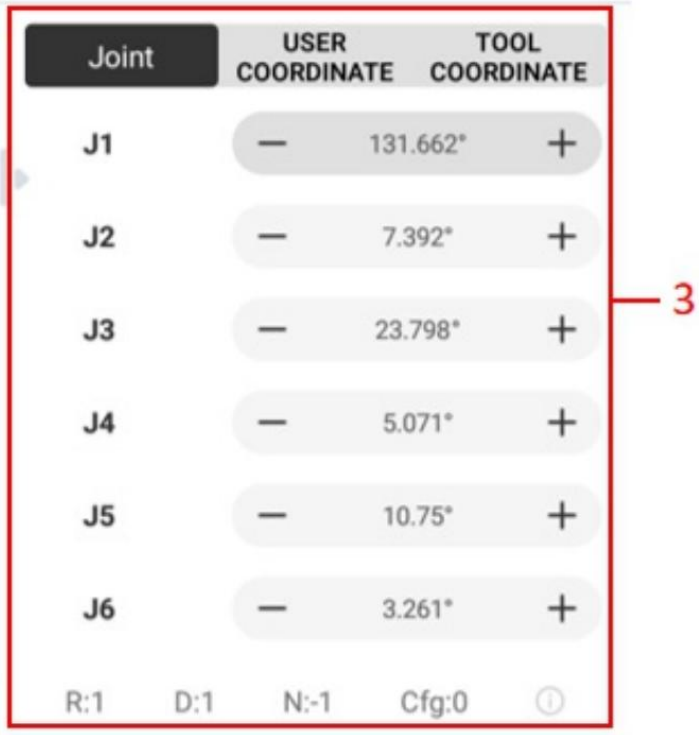 Joint USER COORDINATE TOOL COORDINATE
J1 − 131.662° +
J2 − 7.392° +
J3 − 23.798° +
3
J4 − 5.071° +
J5 − 10.75° +
J6 − 3.261° +
R:1 D:1 N:-1 Cfg:0